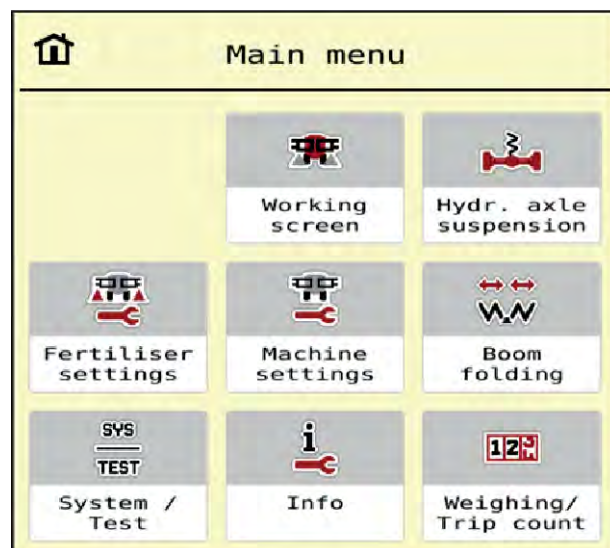 Main menu
Working
screen
Hydr. axle
suspension
Fertiliser
settings
Machine
settings
Boom
folding
SYS
TEST
System /
Test
i
Info
12
Weighing/
Trip count